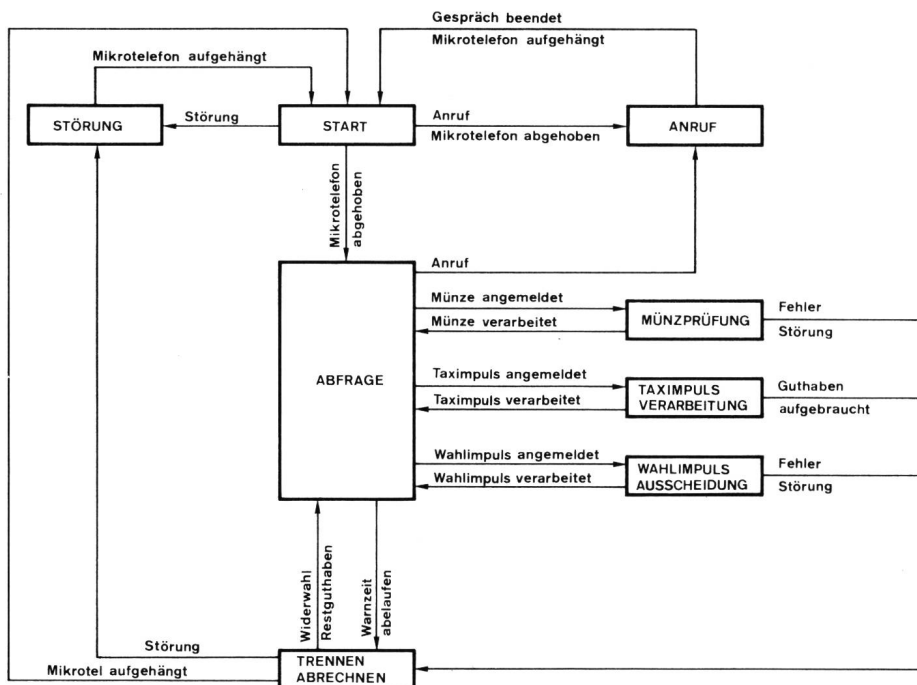 Gespräch beendet
Mikrotelefon aufgehängt
Mikrotelefon aufgehängt
STÖRUNG
Störung
START
Anruf
Mikrotelefon abgehoben
ANRUF
Mikrotelefon
abgehoben
Anruf
ABFRAGE
Münze angemeldet
Münze verarbeitet
MÜNZPRÜFUNG
Fehler
Störung
Taximpuls angemeldet
Taximpuls verarbeitet
TAXIMPULS
VERARBEITUNG
Guthaben
aufgebraucht
Wahlimpuls angemeldet
Wahlimpuls verarbeitet
WAHLIMPULS
AUSSCHEIDUNG
Fehler
Störung
Widerwahl
Restguthaben
Warnzeit
abelaufen
Störung
Mikrotel aufgehängt
TRENNEN
ABRECHNEN